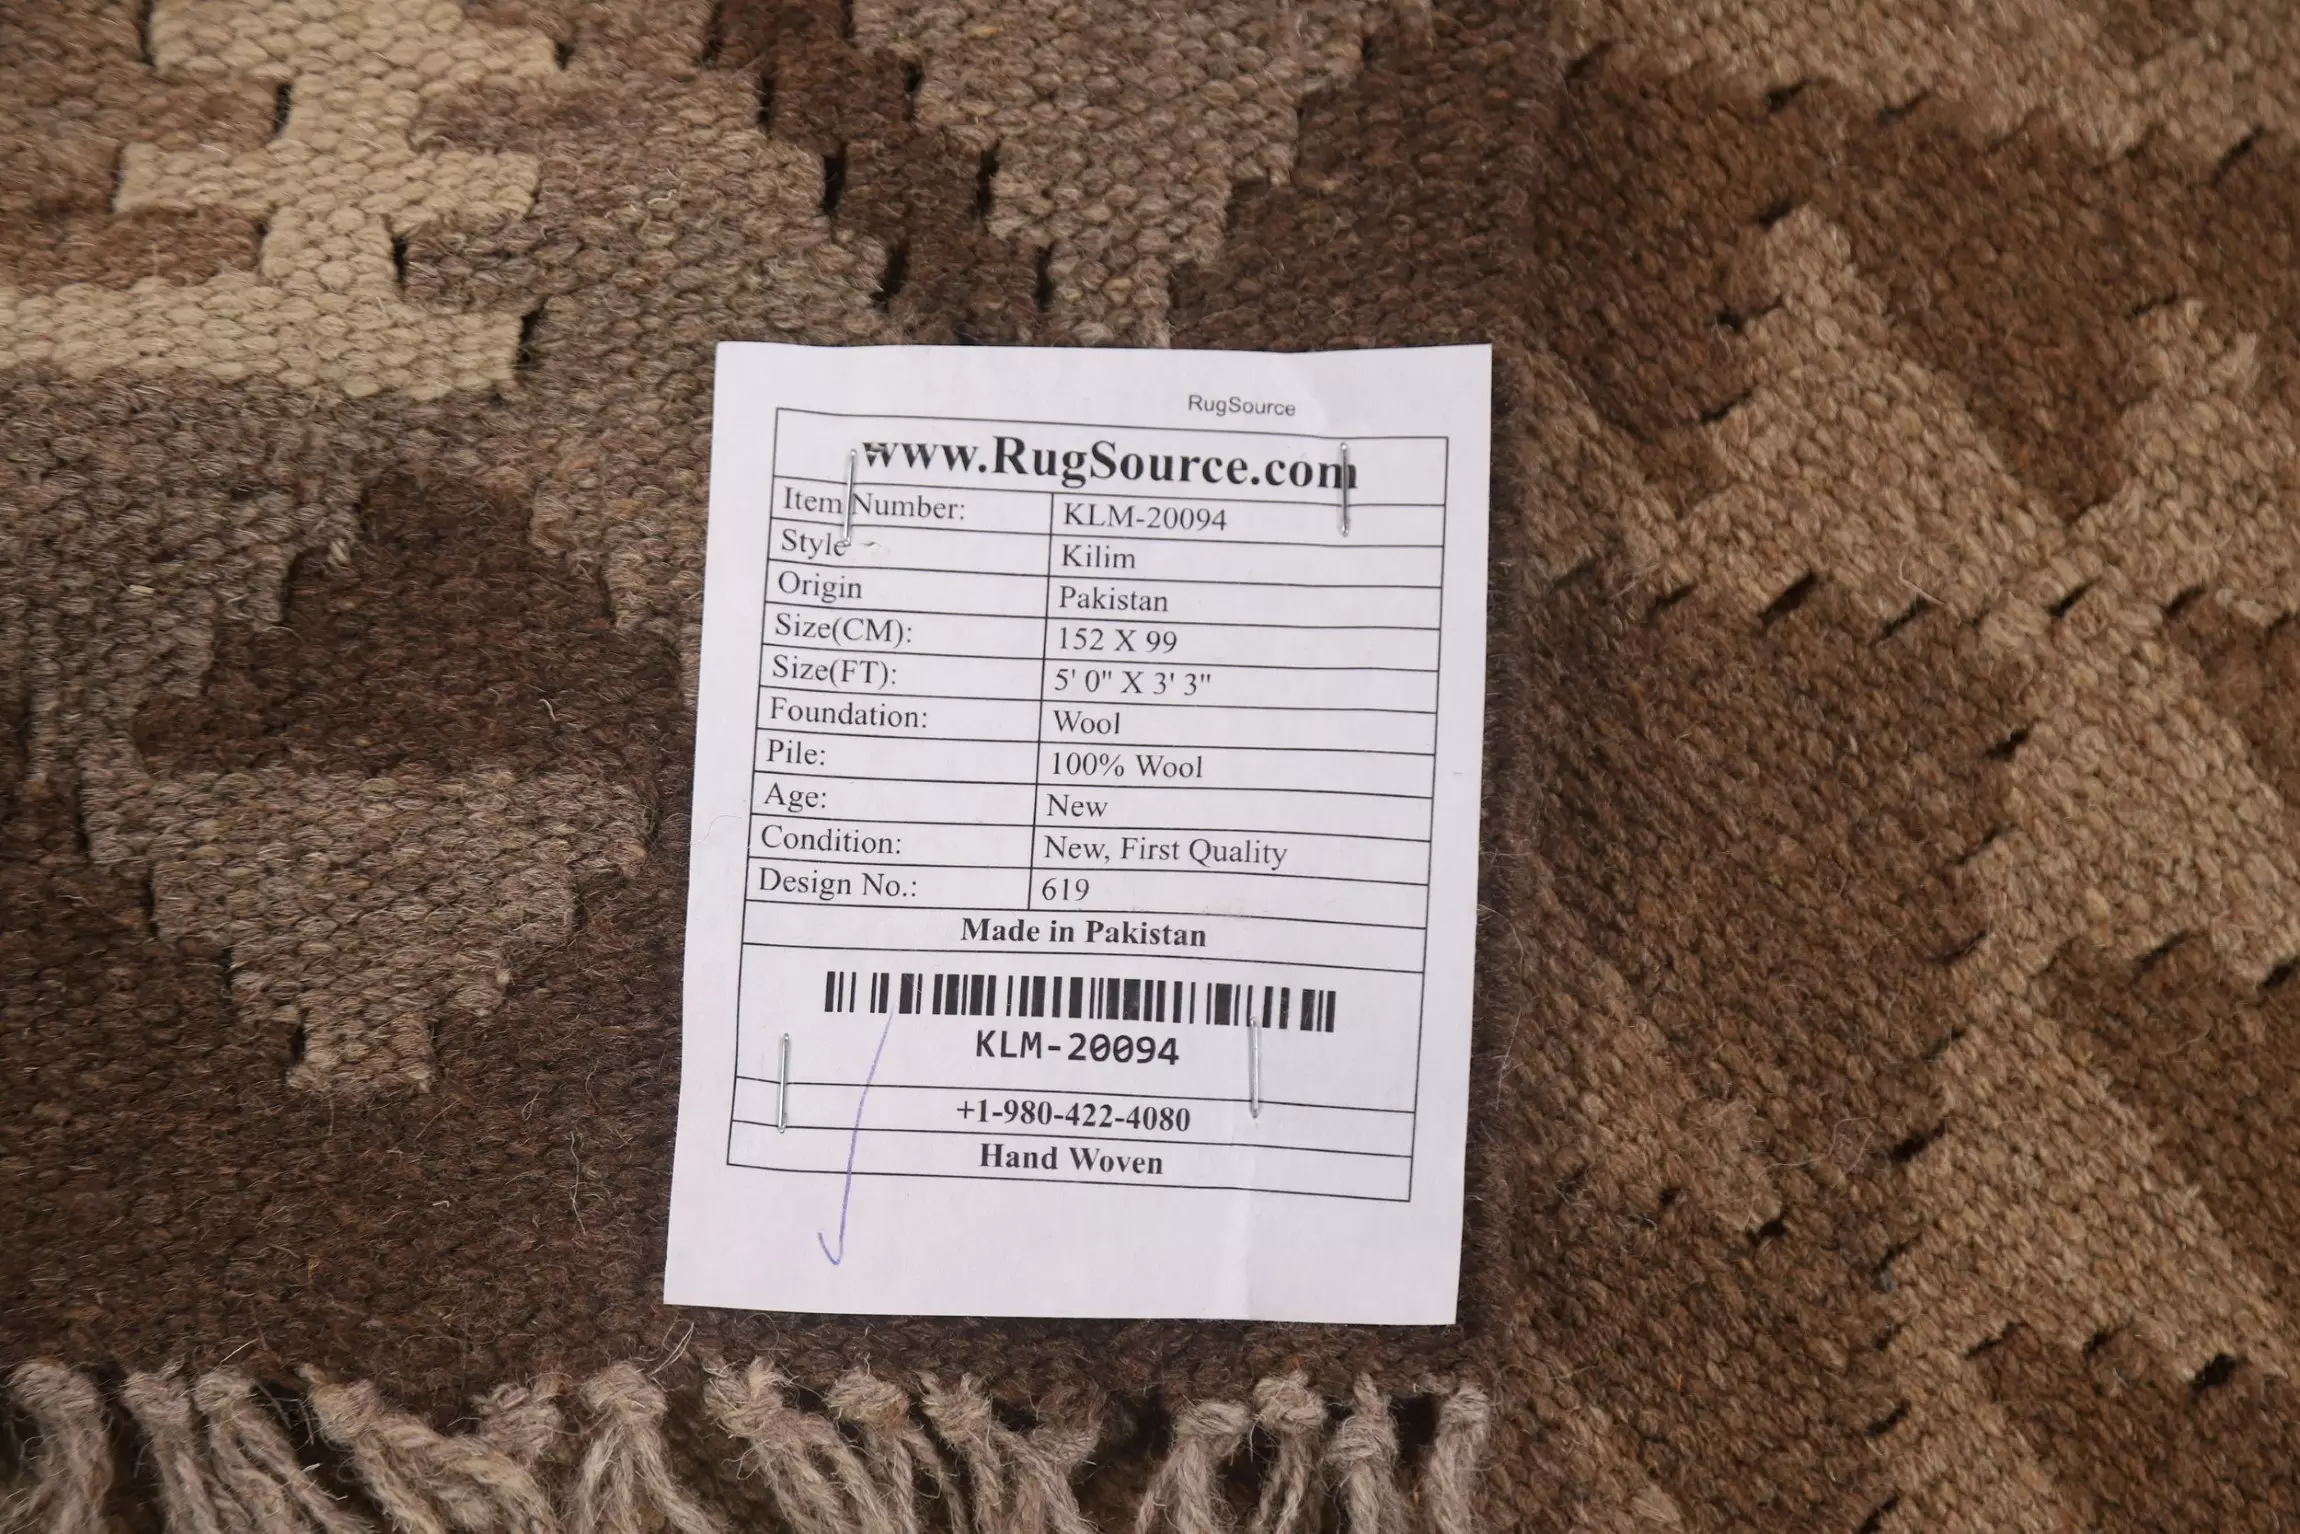 RugSource
www.RugSource.com
Item Number: KLM-20094
Style Kilim
Origin Pakistan
Size(CM): 152 X 99
Size(FT): 5' 0" X 3' 3"
Foundation: Wool
Pile: 100% Wool
Age: New
Condition: New, First Quality
Design No.: 619
Made in Pakistan
KLM-20094
+1-980-422-4080
Hand Woven